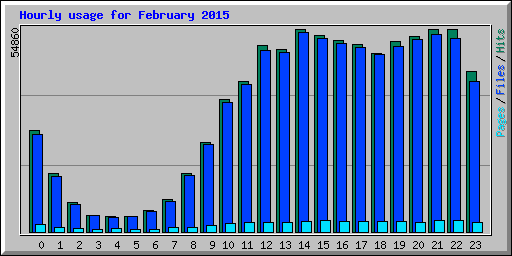 Hourly usage for February 2015
54860
Pages/Files/Hits
0 1 2 3 4 5 6 7 8 9 10 11 12 13 14 15 16 17 18 19 20 21 22 23